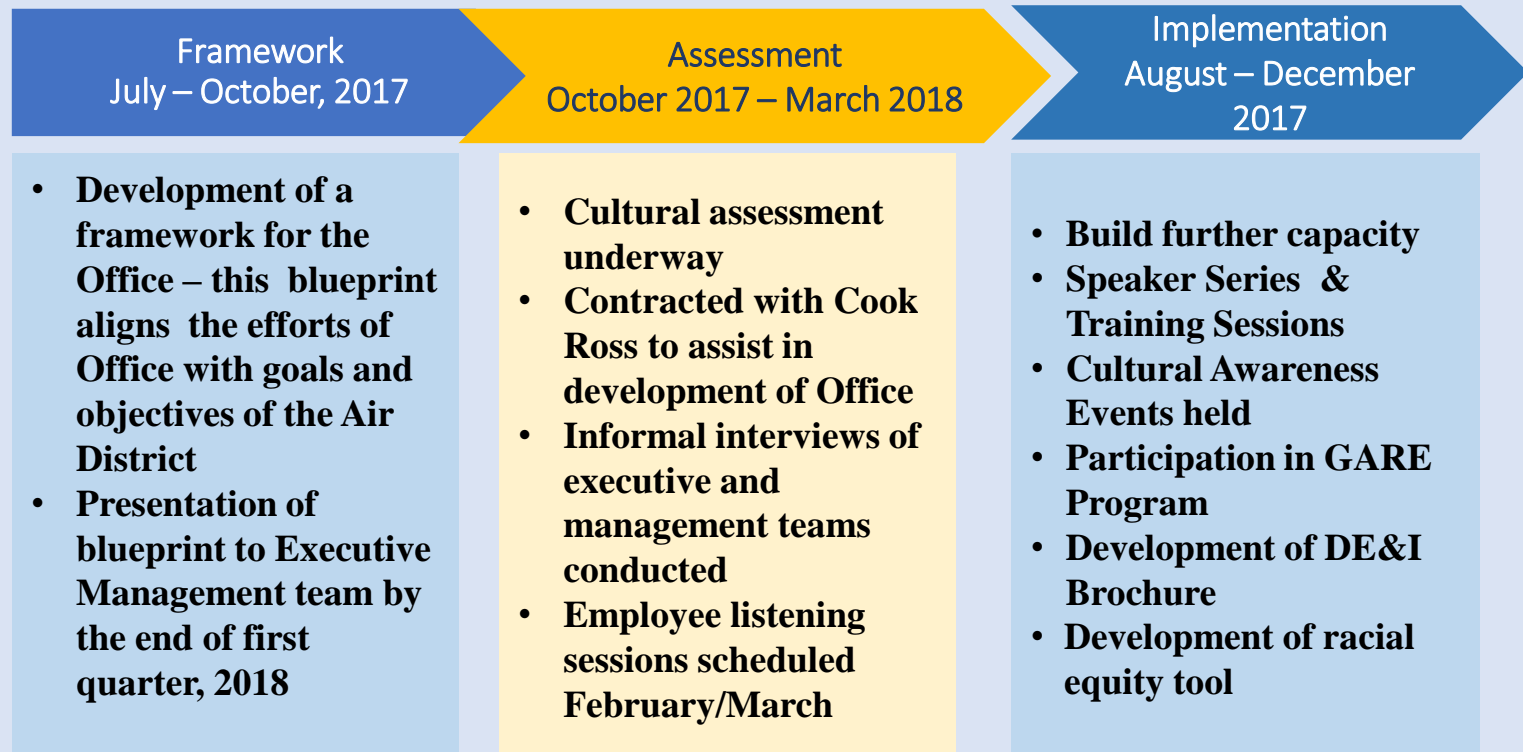 Framework
July – October, 2017
Assessment
October 2017 – March 2018
Implementation
August – December
2017
• Development of a
framework for the
Office – this blueprint
aligns the efforts of
Office with goals and
objectives of the Air
District
• Presentation of
blueprint to Executive
Management team by
the end of first
quarter, 2018
• Cultural assessment
underway
• Contracted with Cook
Ross to assist in
development of Office
• Informal interviews of
executive and
management teams
conducted
• Employee listening
sessions scheduled
February/March
• Build further capacity
• Speaker Series &
Training Sessions
• Cultural Awareness
Events held
• Participation in GARE
Program
• Development of DE&I
Brochure
• Development of racial
equity tool